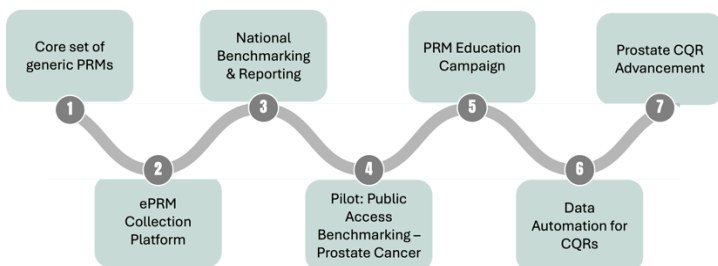 Core set of
generic PRMs
1
2
ePRM
Collection
Platform
National
Benchmarking
& Reporting
3
4
Pilot: Public
Access
Benchmarking –
Prostate Cancer
PRM Education
Campaign
5
6
Data
Automation for
CQRs
Prostate CQR
Advancement
7